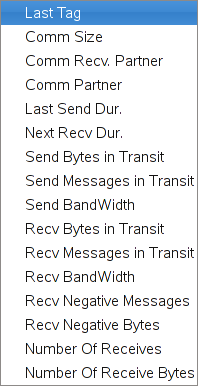 Last Tag
Comm Size
Comm Recv. Partner
Comm Partner
Last Send Dur.
Next Recv Dur.
Send Bytes in Transit
Send Messages in Transit
Send BandWidth
Recv Bytes in Transit
Recv Messages in Transit
Recv BandWidth
Recv Negative Messages
Recv Negative Bytes
Number Of Receives
Number Of Receive Bytes